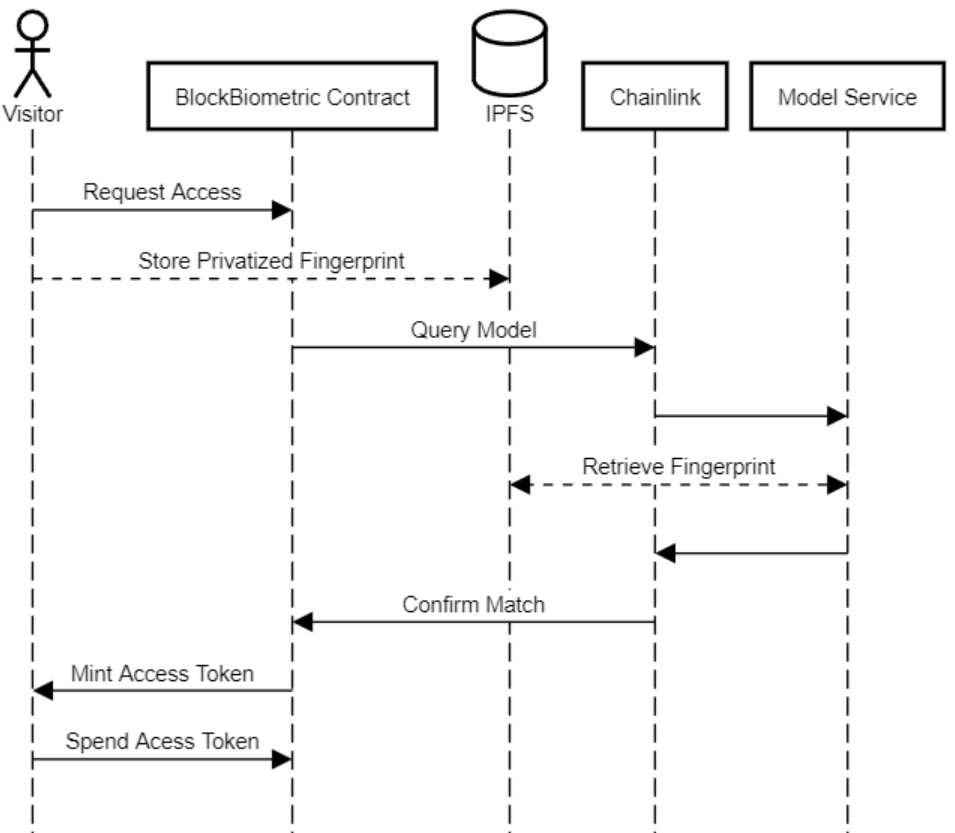 Visitor
BlockBiometric Contract
IPFS
Chainlink
Model Service
Request Access
Store Privatized Fingerprint
Query Model
Retrieve Fingerprint
Confirm Match
Mint Access Token
Spend Acess Token